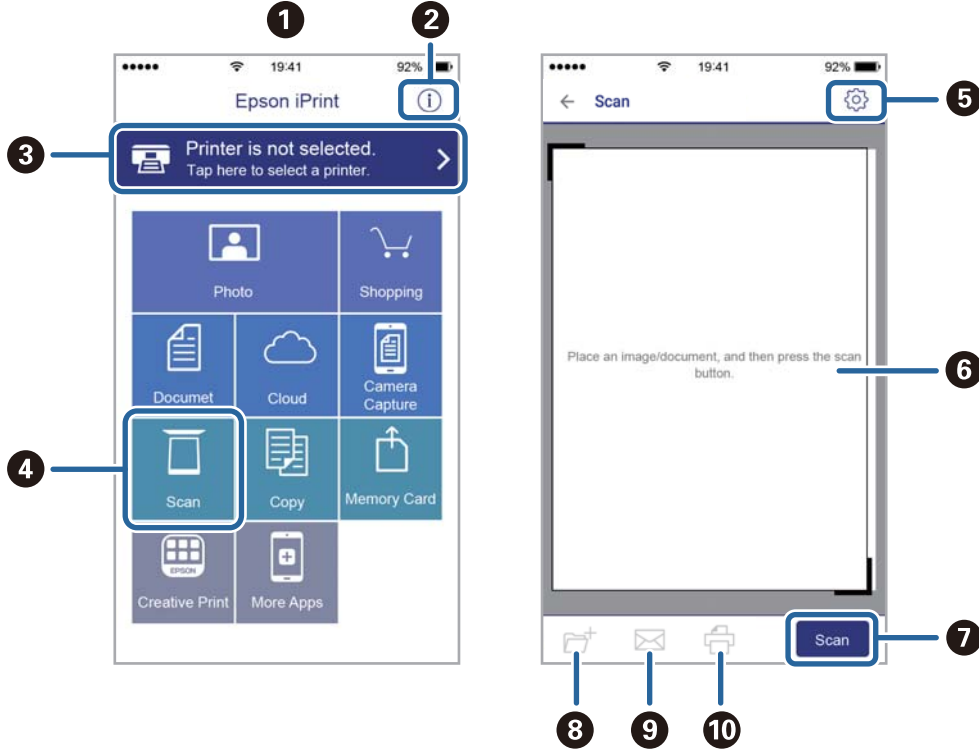 1
2
19:41
92%
Epson iPrint
3
Printer is not selected.
Tap here to select a printer.
Photo
Shopping
Documet
Cloud
Camera
Capture
4
Scan
Copy
Memory Card
EPSON
Creative Print
More Apps
19:41
92%
Scan
5
Place an image/document, and then press the scan
button.
6
Scan
7
8
9
10